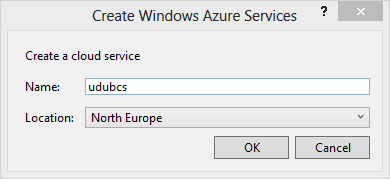 Create Windows Azure Services
?
Create a cloud service
Name: udubcs
Location: North Europe
OK Cancel